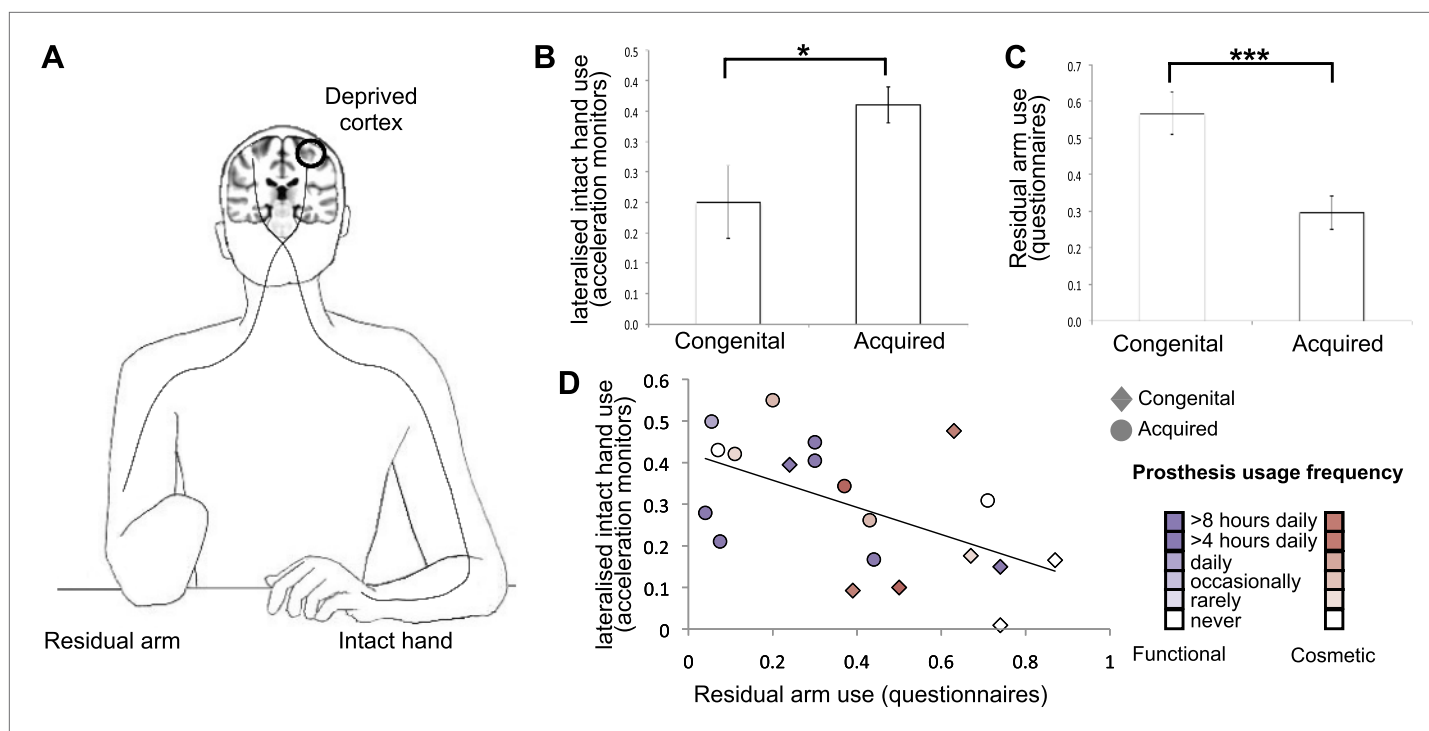 A
Deprived
cortex
Residual arm
Intact hand
B
lateralised intact hand use
(acceleration monitors)
0.5
0.4
0.4
0.3
0.3
0.2
0.2
0.1
0.1
0.0
*
Congenital
Acquired
C
Residual arm use
(questionnaires)
0.7
0.6
0.5
0.4
0.3
0.2
0.1
0.0
***
Congenital
Acquired
D
lateralised intact hand use
(acceleration monitors)
0.6
0.5
0.4
0.3
0.2
0.1
0
0 0.2 0.4 0.6 0.8 1
Residual arm use (questionnaires)
Congenital
Acquired
Prosthesis usage frequency
>8 hours daily
>4 hours daily
daily
occasionally
rarely
never
Functional
Cosmetic